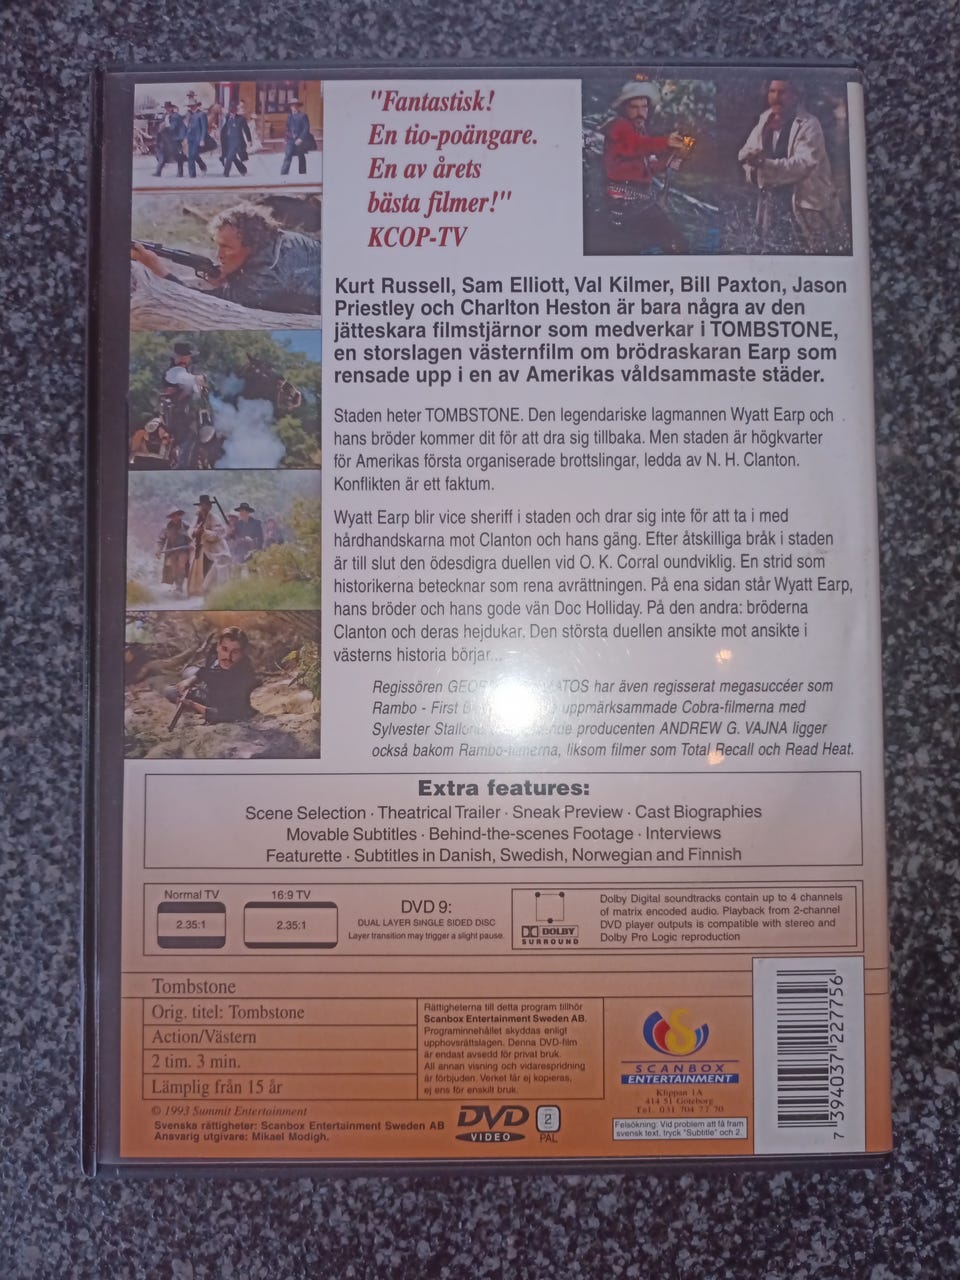 "Fantastisk!
En tio-poängare.
En av årets
bästa filmer!"
KCOP-TV
Kurt Russell, Sam Elliott, Val Kilmer, Bill Paxton, Jason
Priestley och Charlton Heston är bara några av den
jätteskara filmstjärnor som medverkar i TOMBSTONE,
en storslagen västernfilm om brödraskaran Earp som
rensade upp i en av Amerikas våldsammaste städer.
Staden heter TOMBSTONE. Den legendariske lagmannen Wyatt Earp och
hans bröder kommer dit för att dra sig tillbaka. Men staden är högkvarter
för Amerikas första organiserade brottslingar, ledda av N. H. Clanton.
Konflikten är ett faktum.
Wyatt Earp blir vice sheriff i staden och drar sig inte för att ta i med
hårdhandskarna mot Clanton och hans gäng. Efter åtskilliga bråk i staden
är till slut den ödesdigra duellen vid O. K. Corral oundviklig. En strid som
historikerna betecknar som rena avrättningen. På ena sidan står Wyatt Earp,
hans bröder och hans gode vän Doc Holliday. På den andra: bröderna
Clanton och deras hejdukar. Den största duellen ansikte mot ansikte i
västerns historia börjar...
Regissören har även regisserat megasuccéer som
Rambo - First uppmärksammade Cobra-filmerna med
Sylvester producenten ANDREW G. VAJNA ligger
också bakom Rambo-filmerna, liksom filmer som Total Recall och Read Heat.
Extra features:
Scene Selection · Theatrical Trailer · Sneak Preview · Cast Biographies
Movable Subtitles · Behind-the-scenes Footage · Interviews
Featurette · Subtitles in Danish, Swedish, Norwegian and Finnish
Normal TV
2.35:1
16:9 TV
2.35:1
DVD 9:
DUAL LAYER SINGLE SIDED DISC
Layer transition may trigger a slight pause.
DOLBY
SURROUND
Dolby Digital soundtracks contain up to 4 channels
of matrix encoded audio. Playback from 2-channel
DVD player outputs is compatible with stereo and
Dolby Pro Logic reproduction
Tombstone
Orig. titel: Tombstone
Action/Västern
2 tim. 3 min.
Lämplig från 15 år
Rättigheterna till detta program tillhör
Scanbox Entertainment Sweden AB.
Programinnehållet skyddas enligt
upphovsrättslagen. Denna DVD-film
är endast avsedd för privat bruk.
All annan visning och vidarespridning
är förbjuden. Verket får ej kopieras,
ej ens för enskilt bruk.
SCANBOX
ENTERTAINMENT
Klippan 1A
414 51 Göteborg
Tel. 031 704 77 70
Felsökning: Vid problem att få fram
svensk text, tryck "Subtitle" och 2.
7 394037 227756
© 1993 Summit Entertainment
Svenska rättigheter: Scanbox Entertainment Sweden AB
Ansvarig utgivare: Mikael Modigh.
DVD
VIDEO
2
PAL